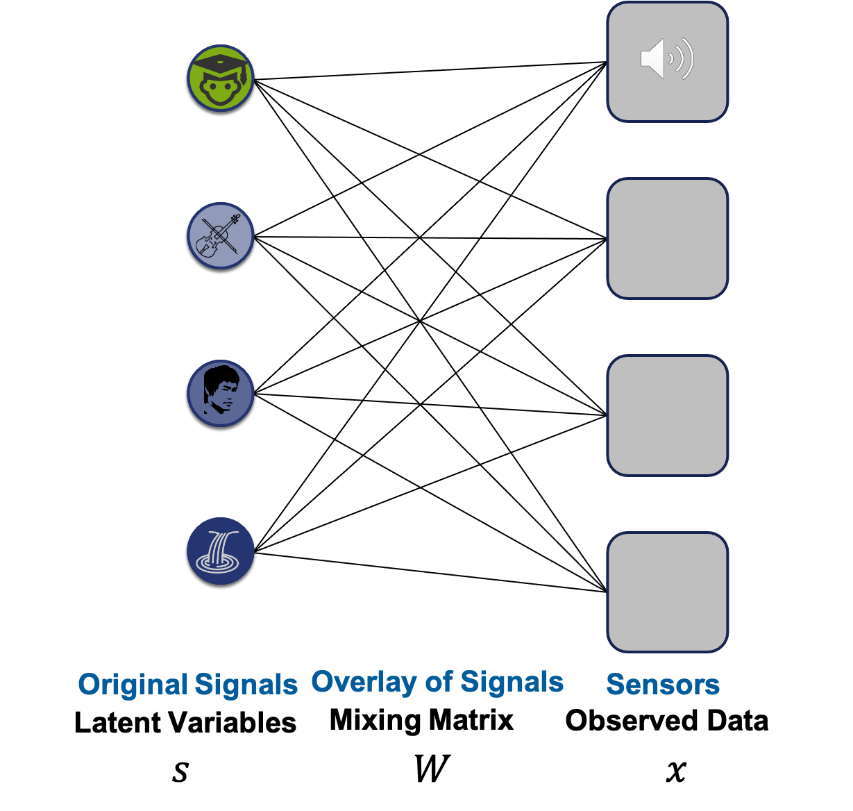 Original Signals Overlay of Signals Sensors
Latent Variables Mixing Matrix Observed Data
s W x